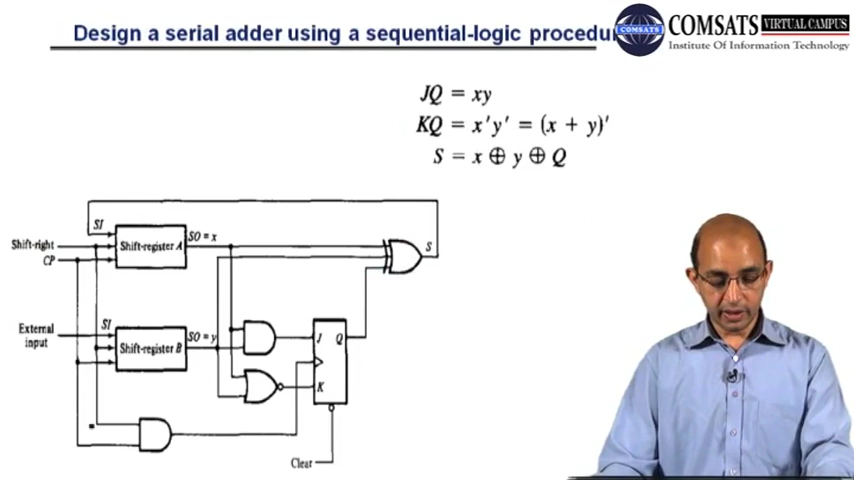 Design a serial adder using a sequential-logic procedu
COMSATS
COMSATS VIRTUAL CAMPUS
Institute Of Information Technology
JQ = xy
KQ = x'y' = (x + y)'
S = x ⊕ y ⊕ Q
SI
SO = x
Shift-right
Shift-register A
S
CP
External
input
SI
SO = y
Shift-register B
J Q
K
Clear